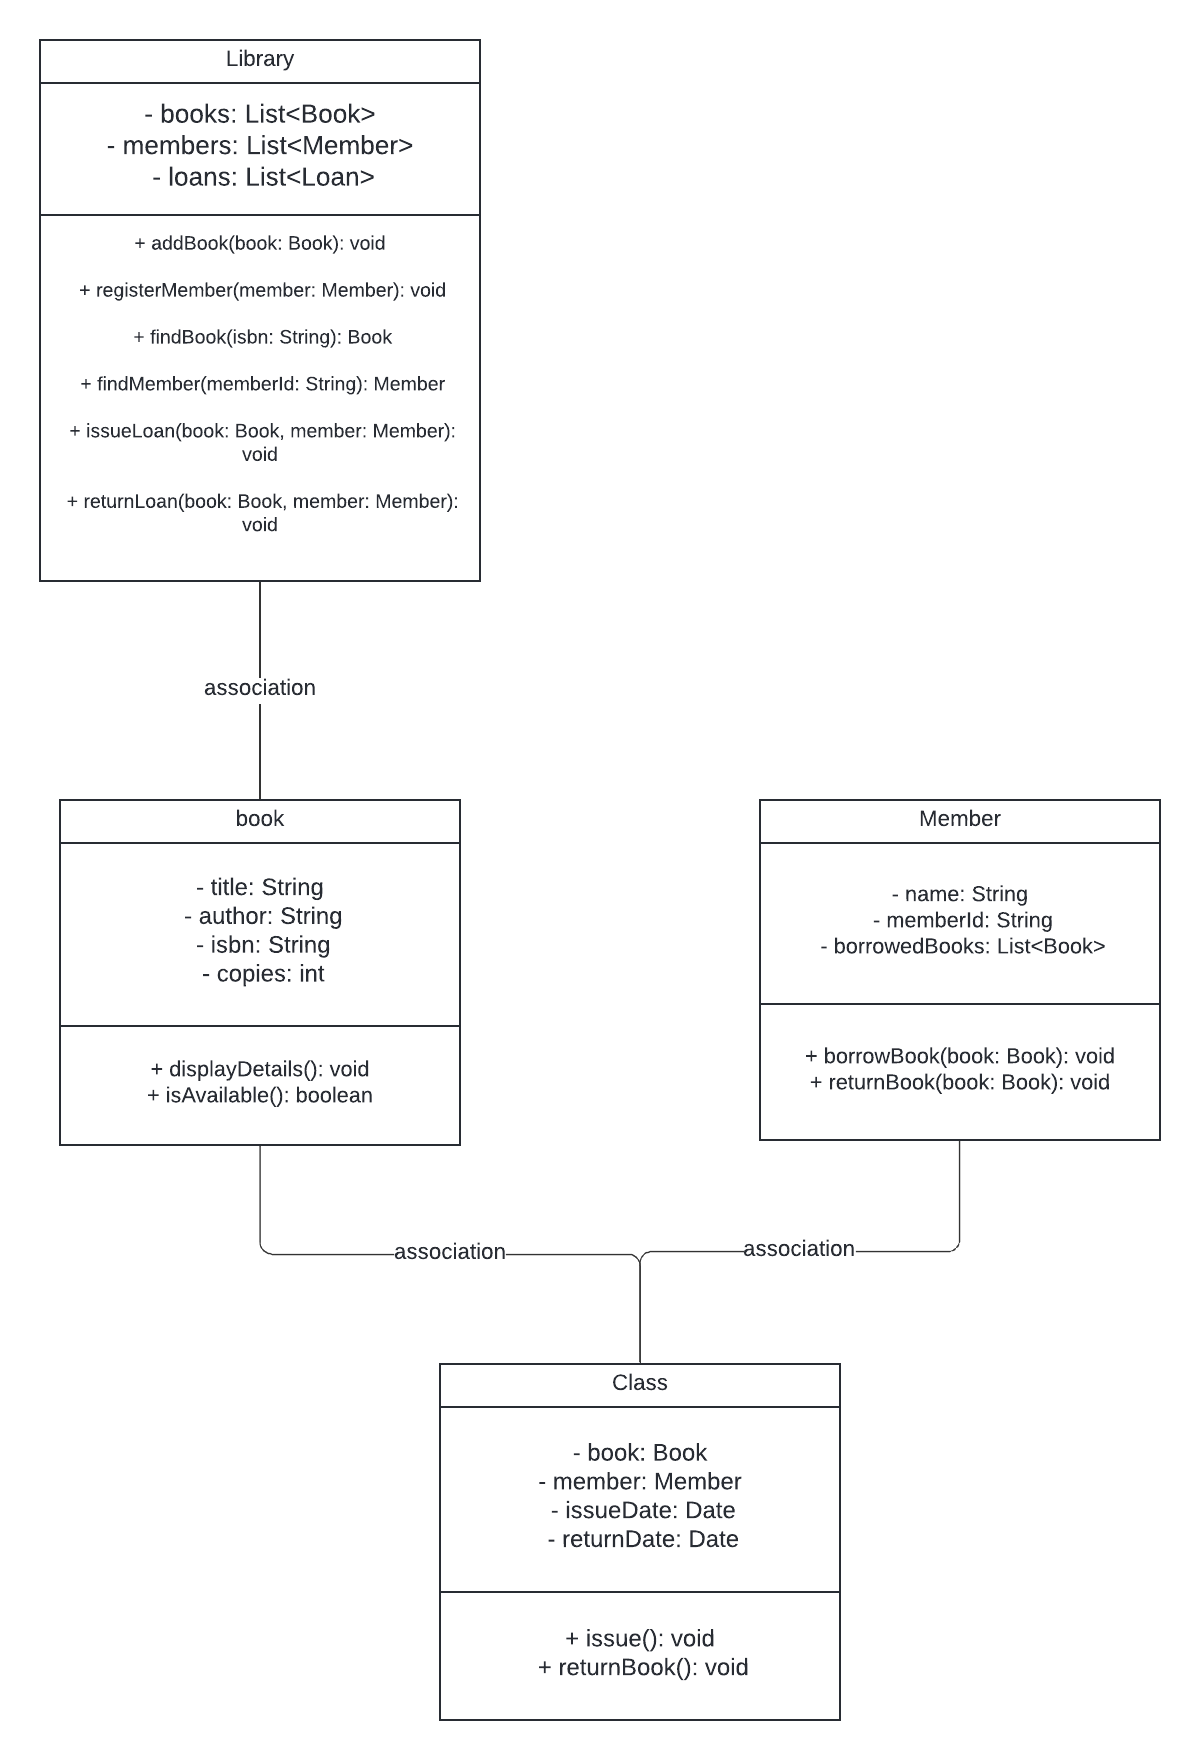 Library
- books: List<Book>
- members: List<Member>
- loans: List<Loan>
+ addBook(book: Book): void
+ registerMember(member: Member): void
+ findBook(isbn: String): Book
+ findMember(memberId: String): Member
+ issueLoan(book: Book, member: Member):
void
+ returnLoan(book: Book, member: Member):
void
association
book
- title: String
- author: String
- isbn: String
- copies: int
+ displayDetails(): void
+ isAvailable(): boolean
Member
- name: String
- memberId: String
- borrowedBooks: List<Book>
+ borrowBook(book: Book): void
+ returnBook(book: Book): void
association
association
Class
- book: Book
- member: Member
- issueDate: Date
- returnDate: Date
+ issue(): void
+ returnBook(): void